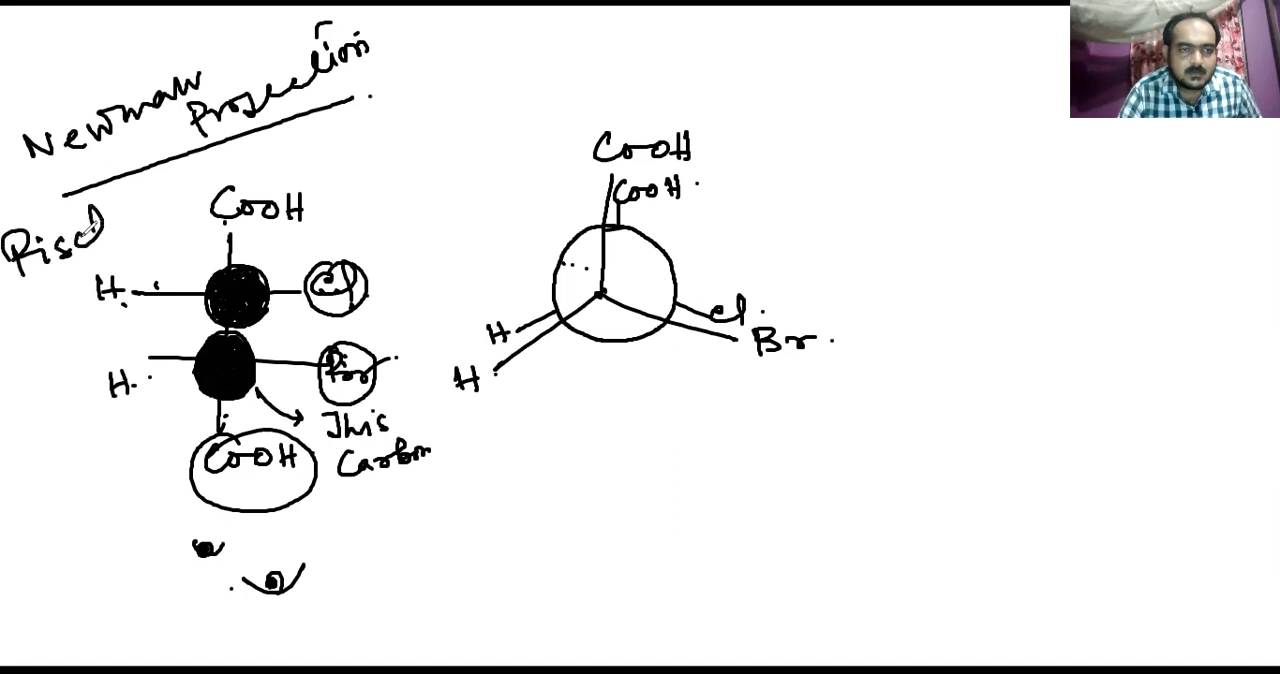 Newman
Projection
COOH
H. Cl
H. Br
This
COOH Carbon
COOH
COOH
H Cl
H Br